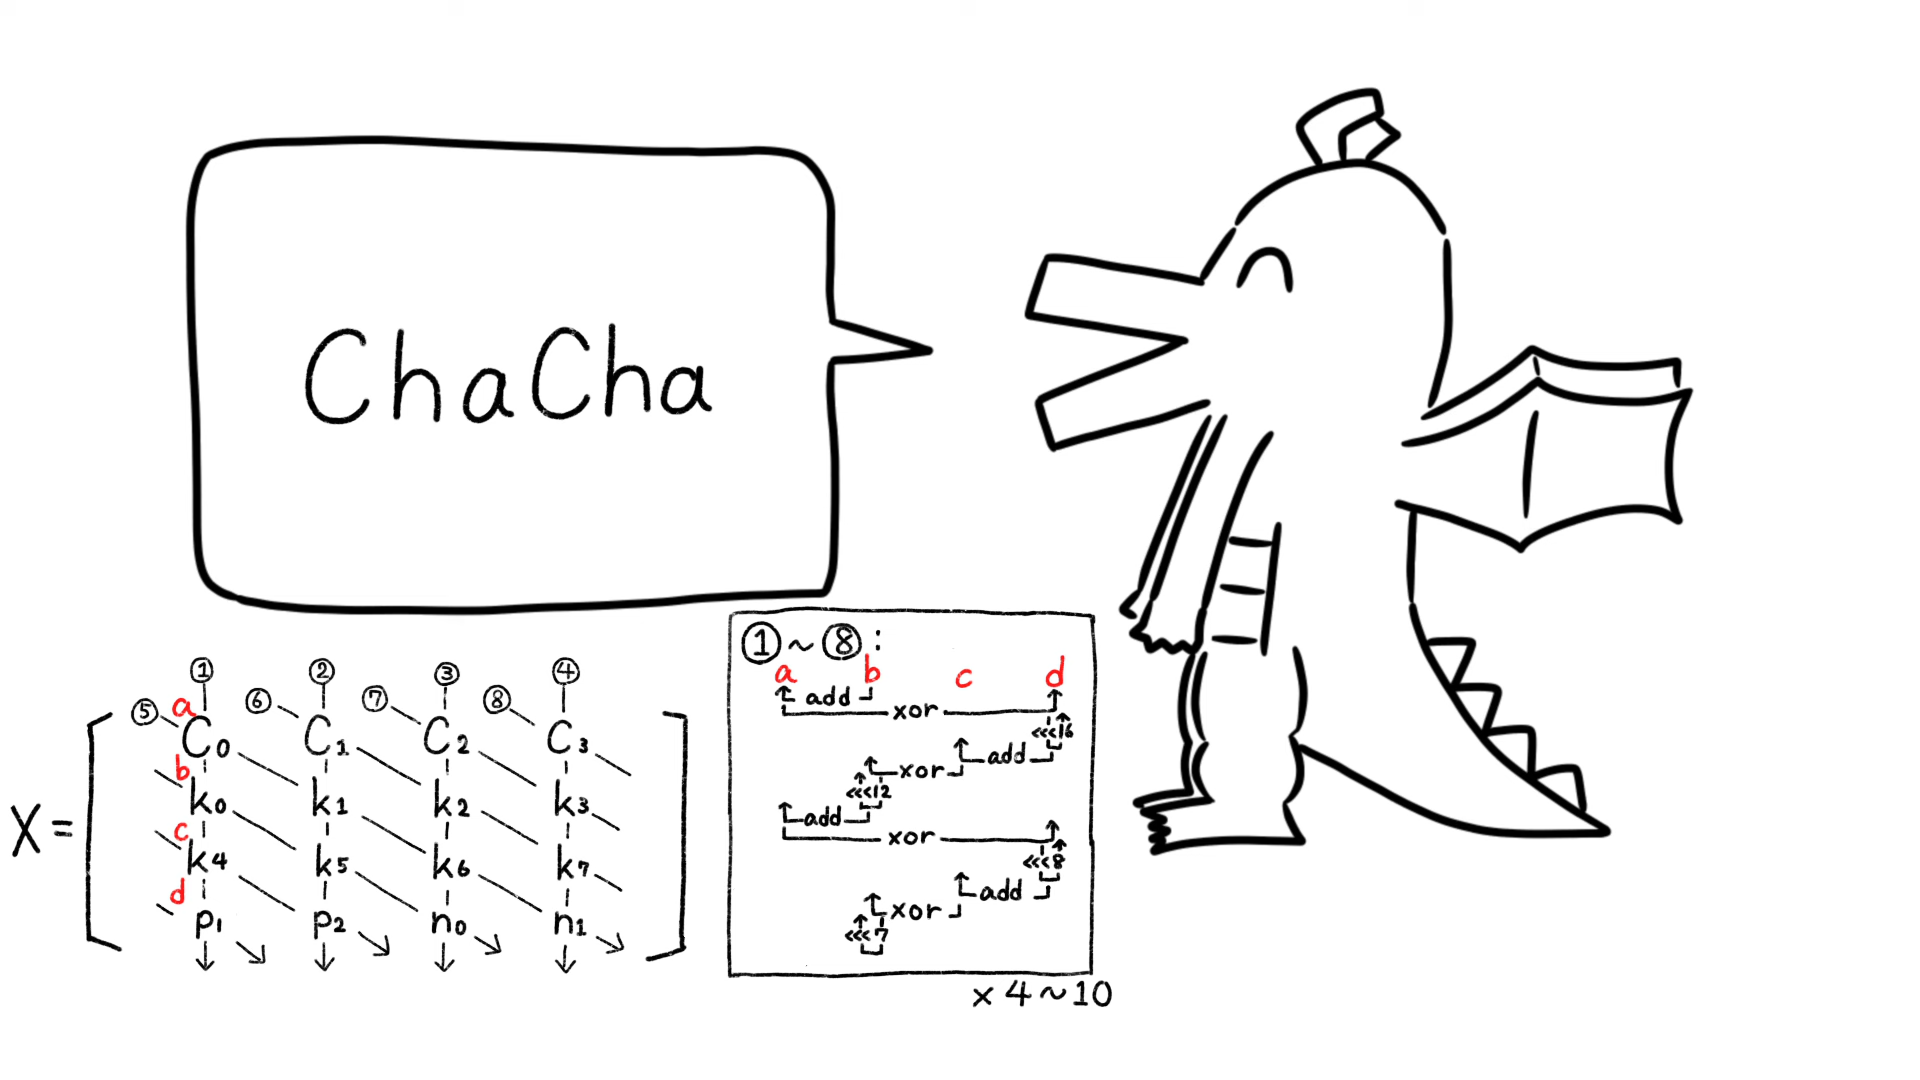 ChaCha
① ② ③ ④
⑤ a ⑥ ⑦ ⑧
C0 C1 C2 C3
b
k0 k1 k2 k3
X =
c
k4 k5 k6 k7
d
p1 p2 n0 n1
①~⑧:
a b c d
add
xor
<<<16
add
xor
<<<12
add
xor
<<<8
add
xor
<<<7
x 4~10